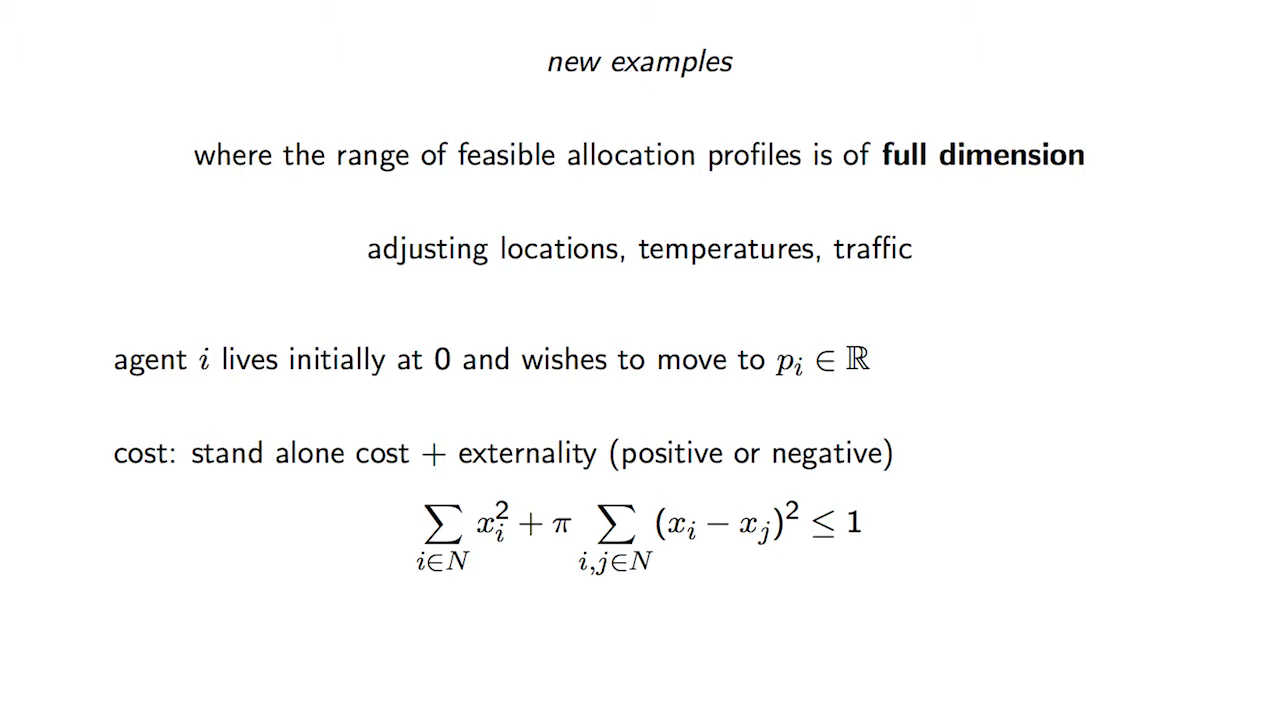 new examples
where the range of feasible allocation profiles is of full dimension
adjusting locations, temperatures, traffic
agent i lives initially at 0 and wishes to move to pᵢ ∈ ℝ
cost: stand alone cost + externality (positive or negative)
∑_{i∈N} xᵢ² + π ∑_{i,j∈N} (xᵢ − xⱼ)² ≤ 1